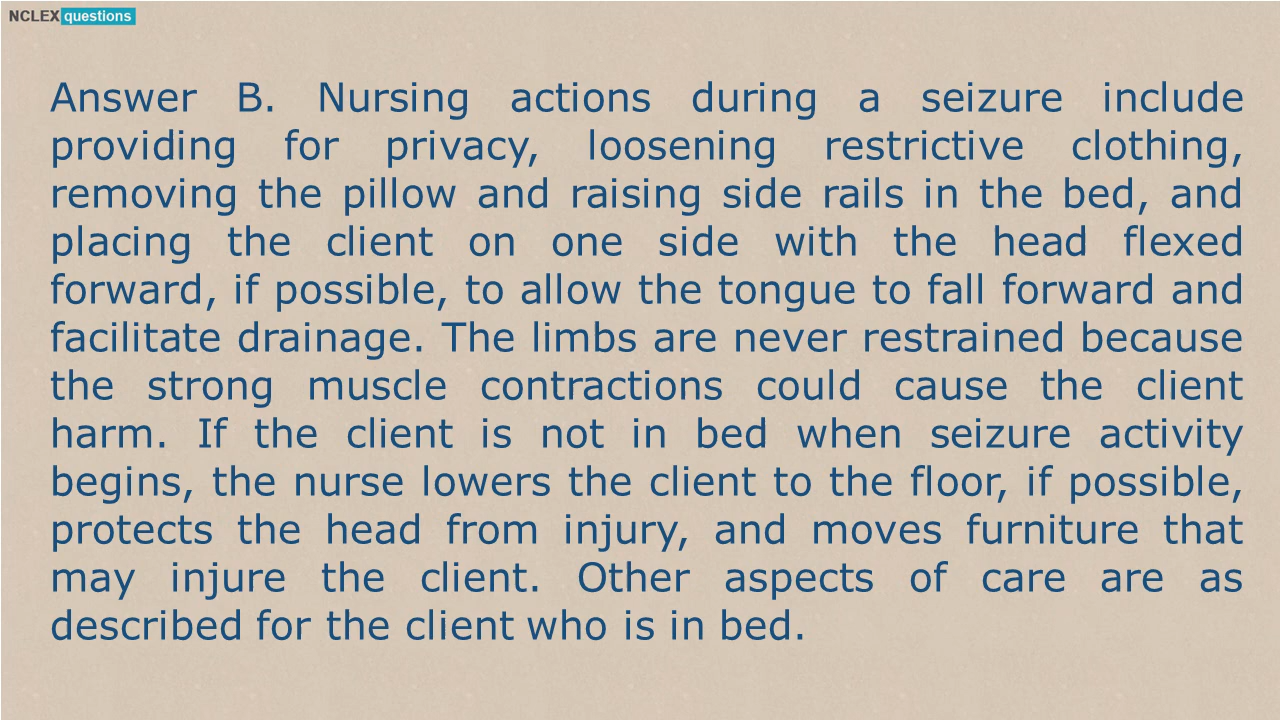 NCLEX questions
Answer B. Nursing actions during a seizure include
providing for privacy, loosening restrictive clothing,
removing the pillow and raising side rails in the bed, and
placing the client on one side with the head flexed
forward, if possible, to allow the tongue to fall forward and
facilitate drainage. The limbs are never restrained because
the strong muscle contractions could cause the client
harm. If the client is not in bed when seizure activity
begins, the nurse lowers the client to the floor, if possible,
protects the head from injury, and moves furniture that
may injure the client. Other aspects of care are as
described for the client who is in bed.